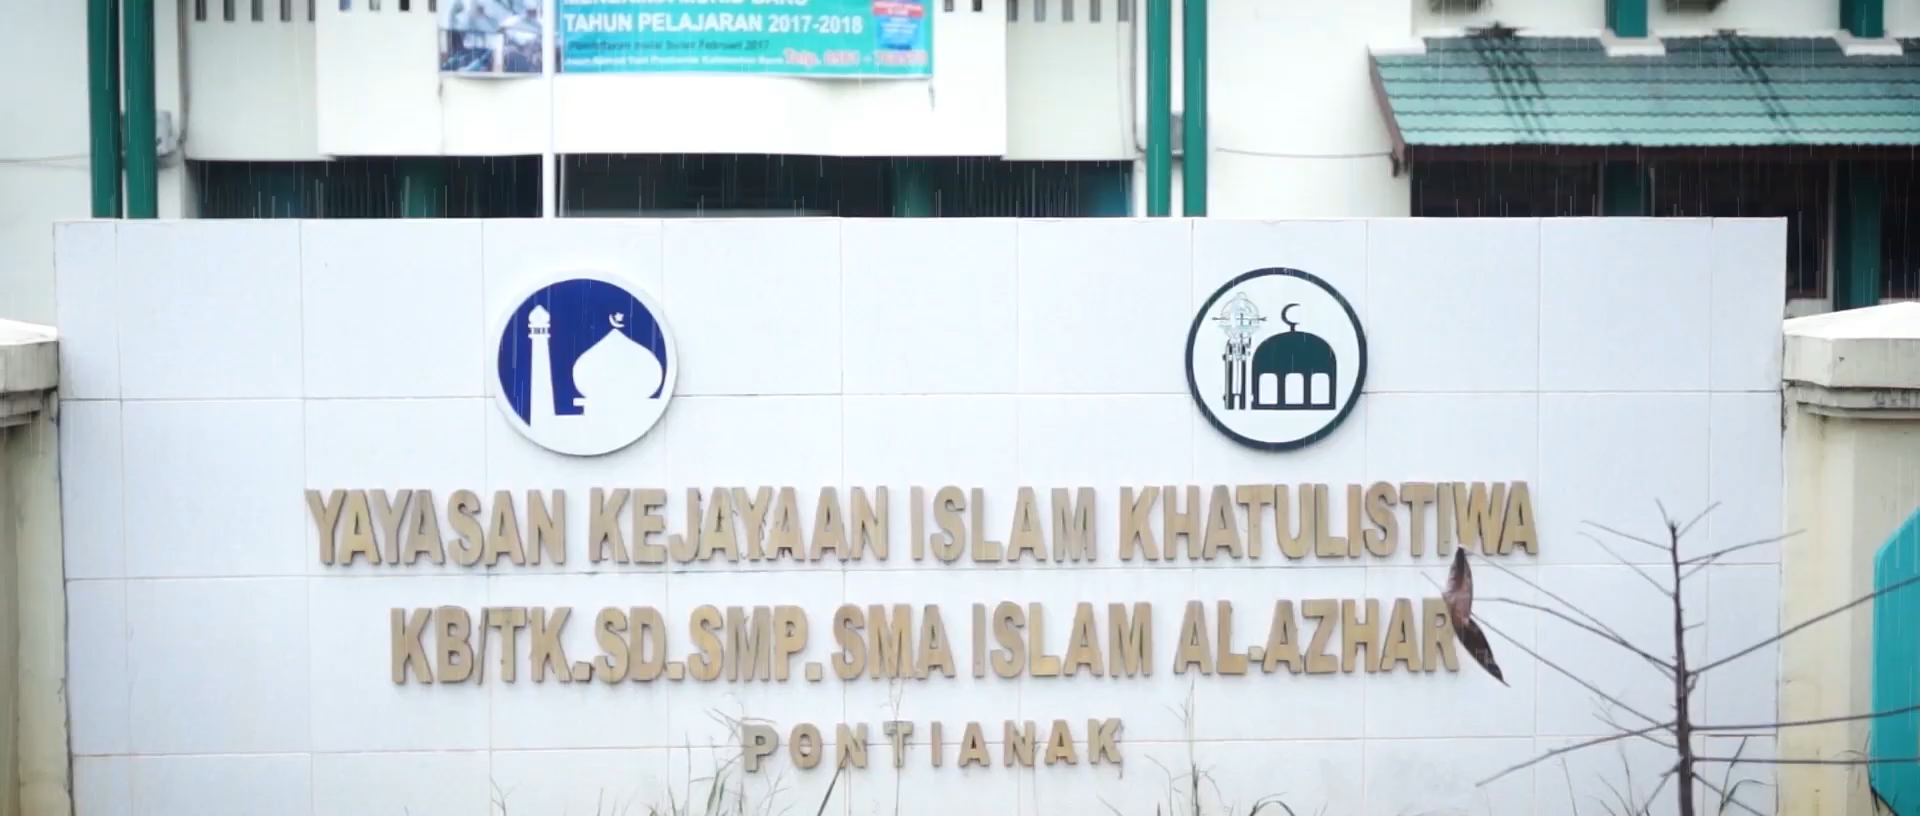 TAHUN PELAJARAN 2017-2018
YAYASAN KEJAYAAN ISLAM KHATULISTIWA
KB/TK.SD.SMP.SMA ISLAM AL-AZHAR
PONTIANAK